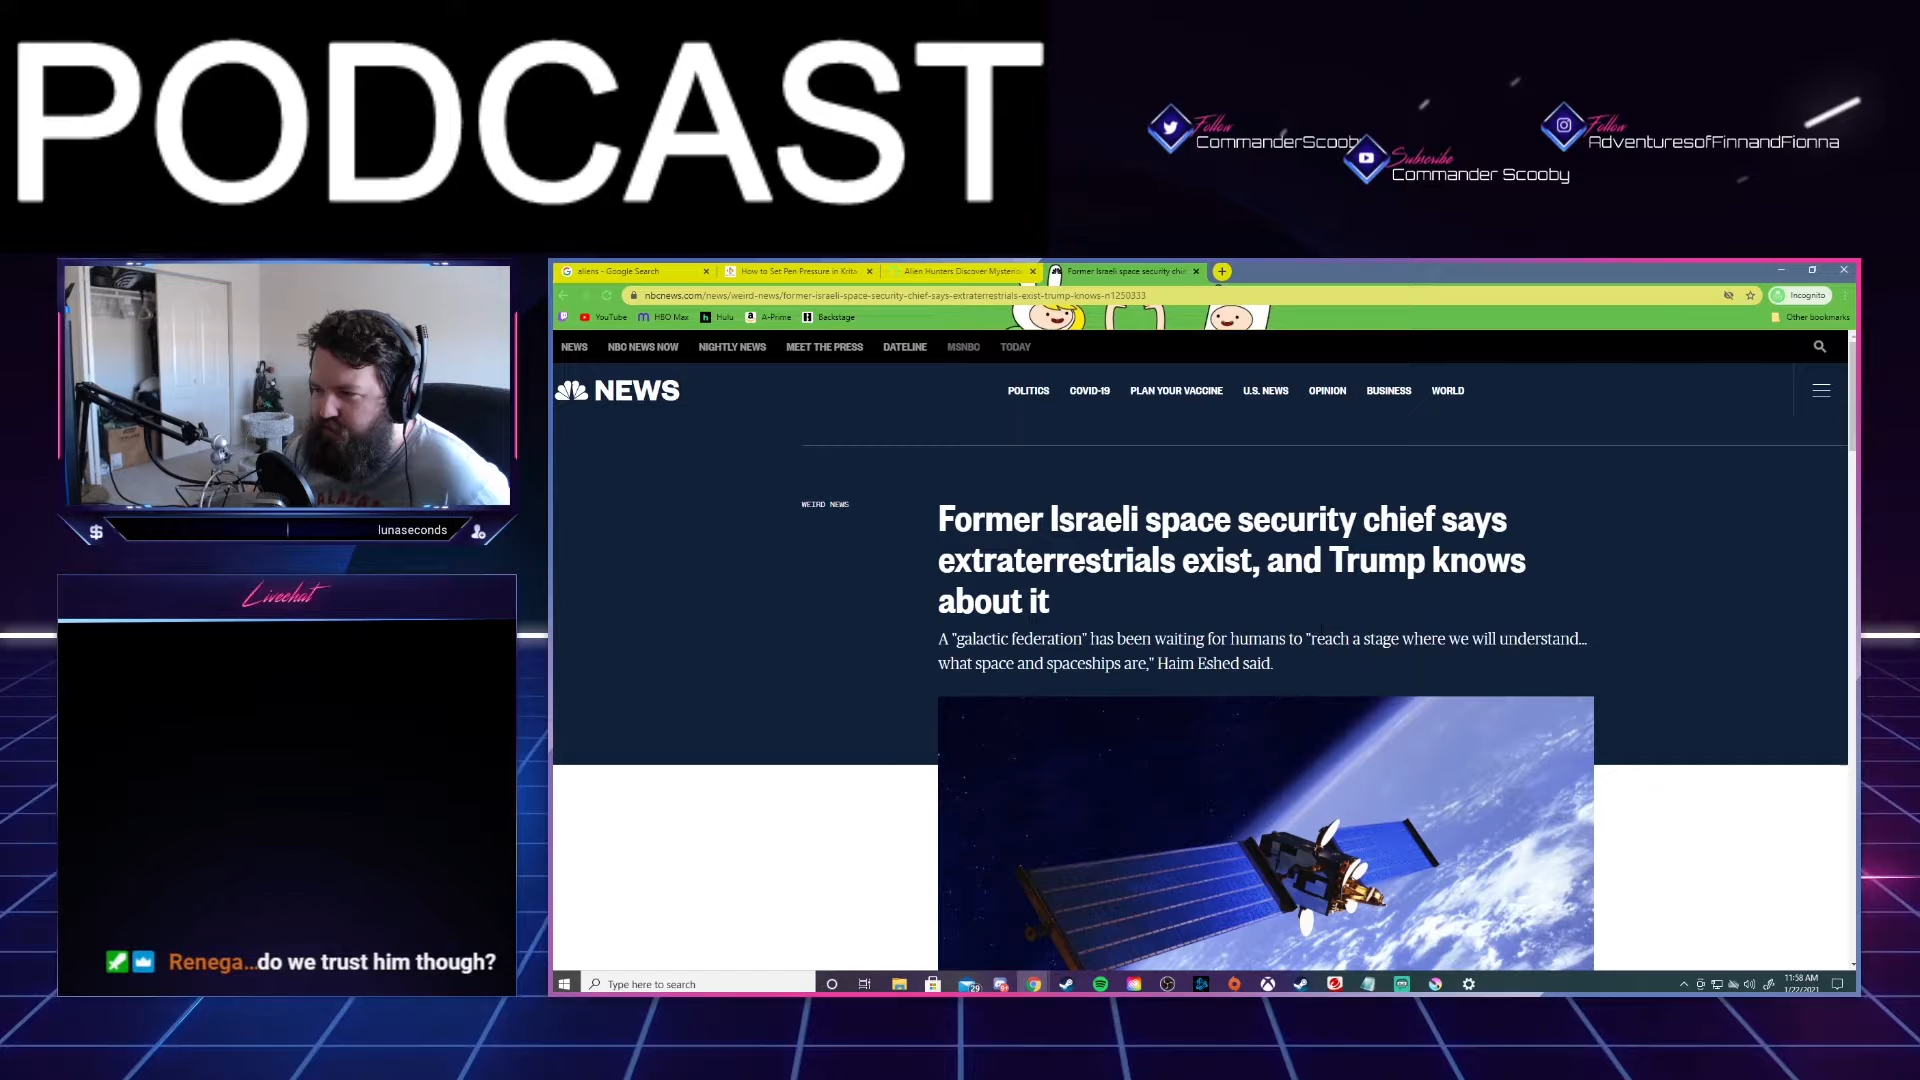 PODCAST
Follow
CommanderScooby
Subscribe
Commander Scooby
Follow
AdventuresofFinnandFionna
aliens - Google Search
How to Set Pen Pressure in Krita
Alien Hunters Discover Mysterio
Former Israeli space security chie
nbcnews.com/news/weird-news/former-israeli-space-security-chief-says-extraterrestrials-exist-trump-knows-n1250333
Incognito
YouTube HBO Max Hulu A-Prime Backstage
Other bookmarks
NEWS NBC NEWS NOW NIGHTLY NEWS MEET THE PRESS DATELINE MSNBC TODAY
NEWS
POLITICS COVID-19 PLAN YOUR VACCINE U.S. NEWS OPINION BUSINESS WORLD
WEIRD NEWS
Former Israeli space security chief says
extraterrestrials exist, and Trump knows
about it
A "galactic federation" has been waiting for humans to "reach a stage where we will understand...
what space and spaceships are," Haim Eshed said.
lunaseconds
Livechat
Renega...do we trust him though?
Type here to search
29
11:58 AM
1/22/2021